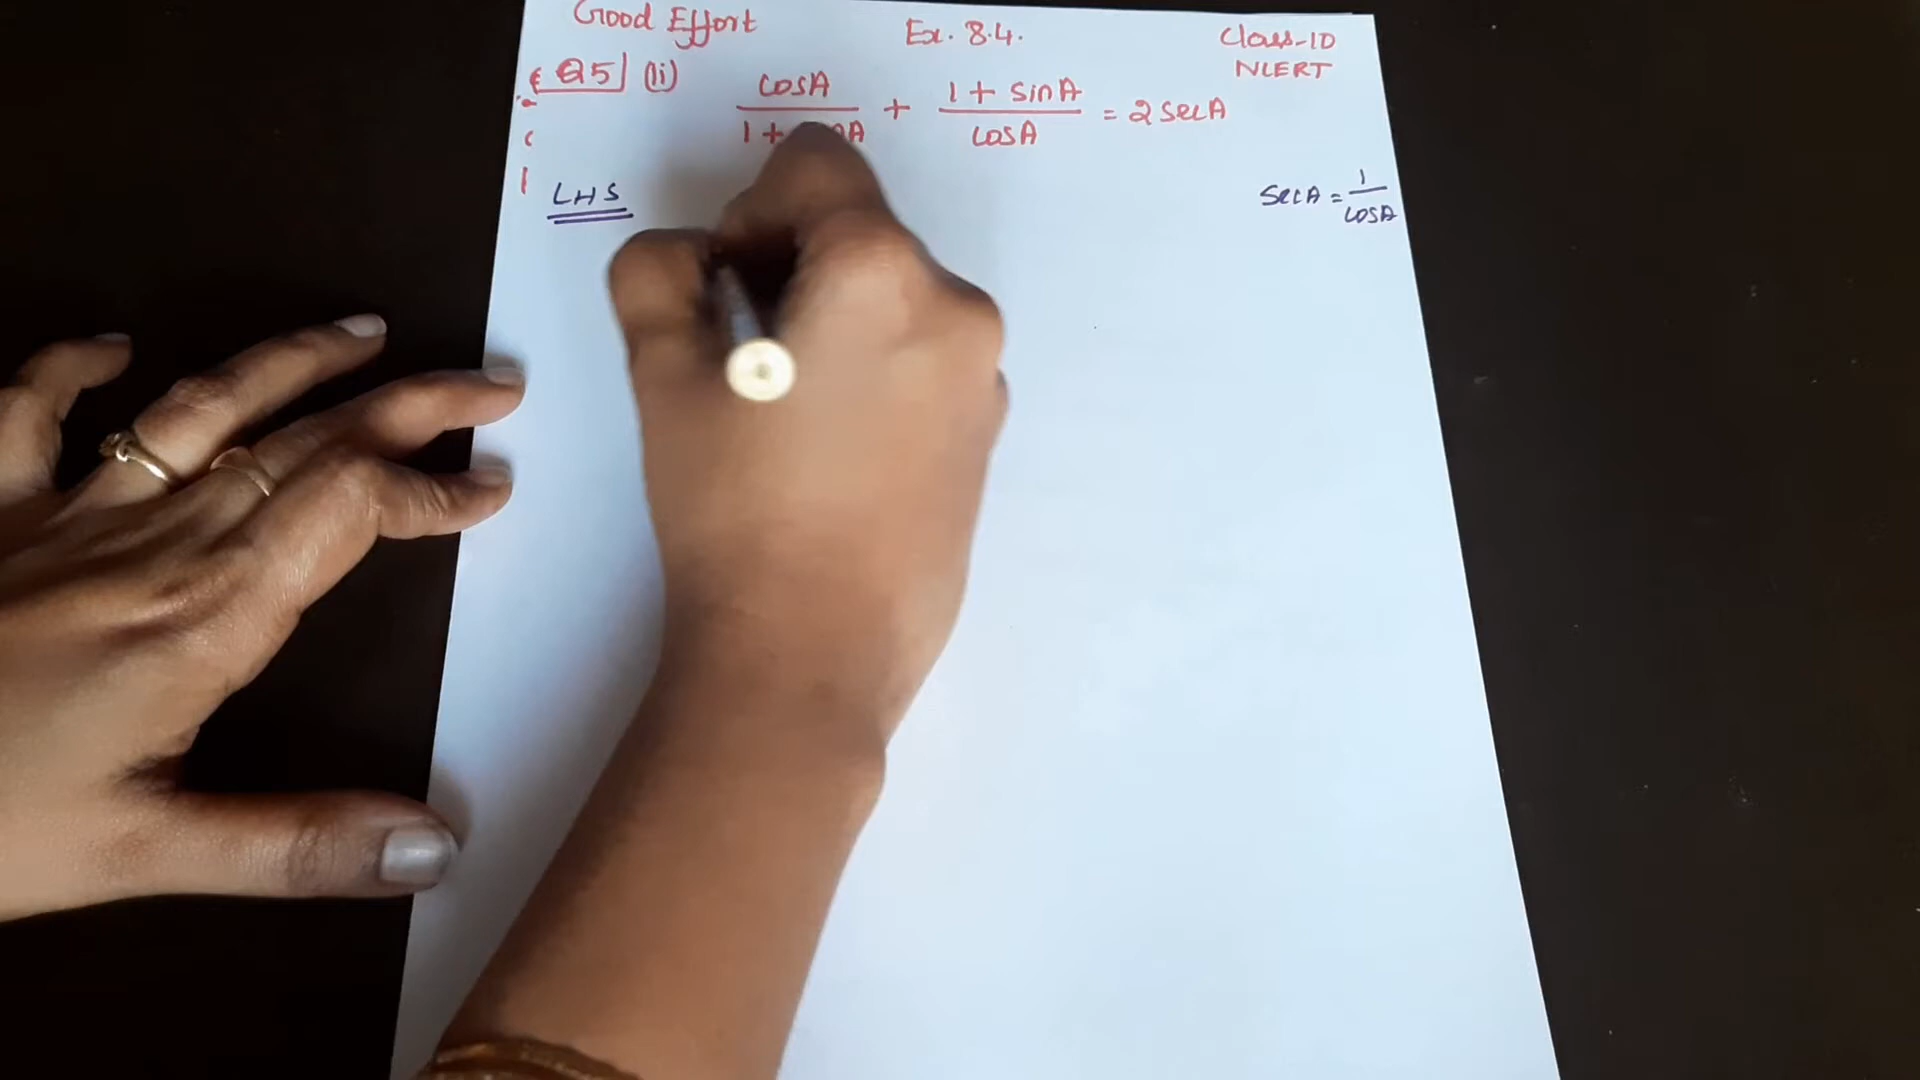 Good Effort Ex. 8.4. Class-10
NCERT
Q5 (ii) cosA / 1 + A + 1 + sinA / cosA = 2 secA
LHS
secA = 1 / cosA